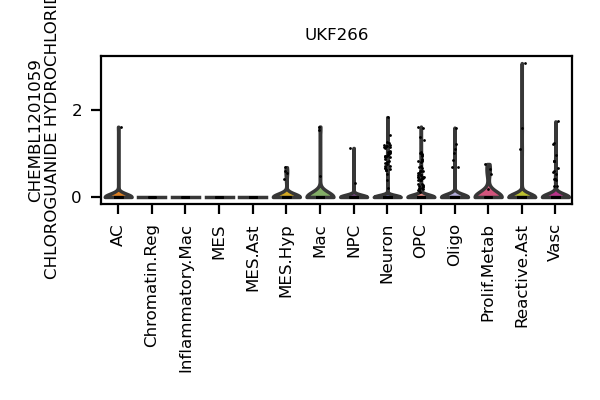 UKF266
CHEMBL1201059
CHLOROGUANIDE HYDROCHLORID
2
0
AC
Chromatin.Reg
Inflammatory.Mac
MES
MES.Ast
MES.Hyp
Mac
NPC
Neuron
OPC
Oligo
Prolif.Metab
Reactive.Ast
Vasc